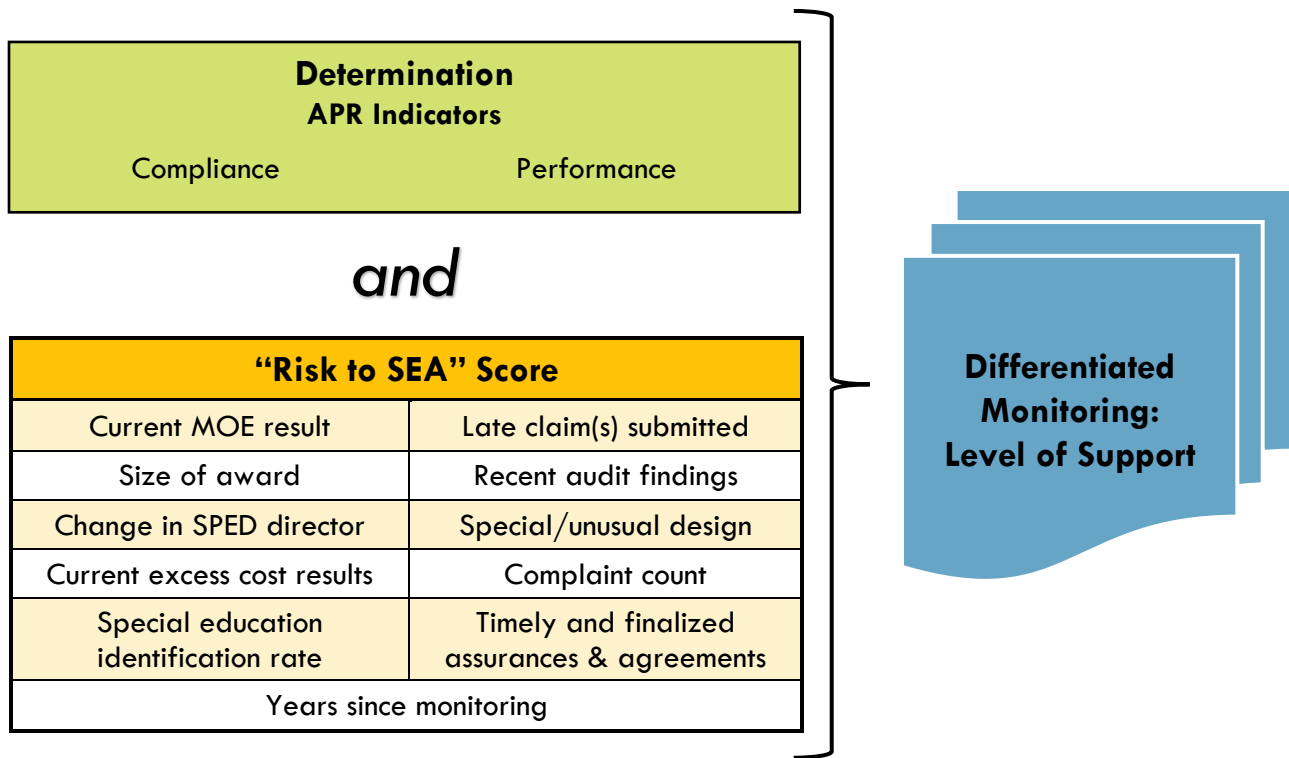 Determination
APR Indicators
Compliance Performance
and
“Risk to SEA” Score
Current MOE result Late claim(s) submitted
Size of award Recent audit findings
Change in SPED director Special/unusual design
Current excess cost results Complaint count
Special education
identification rate
Timely and finalized
assurances & agreements
Years since monitoring
Differentiated
Monitoring:
Level of Support